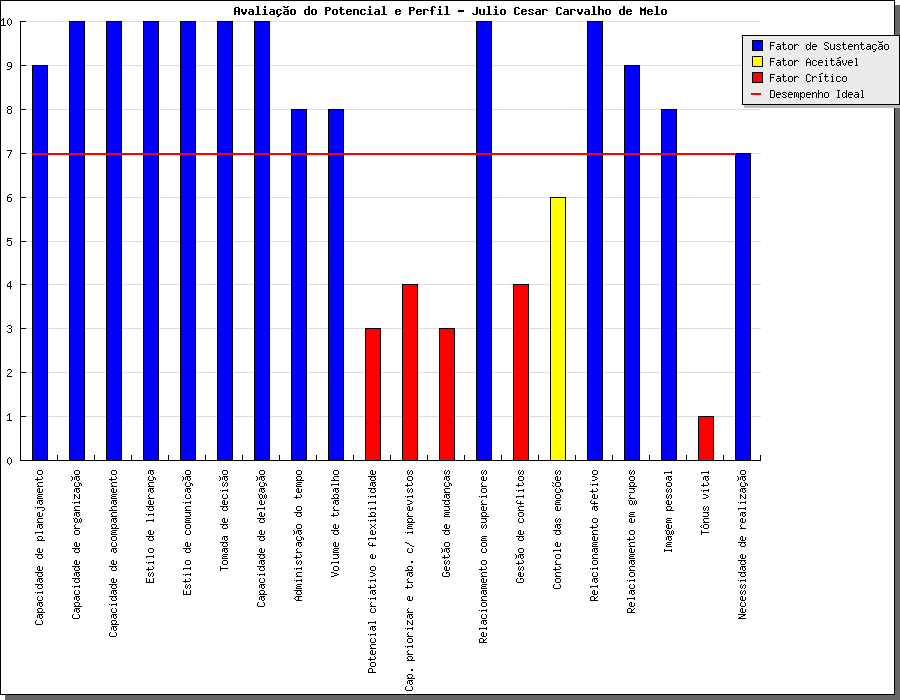 Avaliação do Potencial e Perfil - Julio Cesar Carvalho de Melo
Fator de Sustentação
Fator Aceitável
Fator Crítico
Desempenho Ideal
10
9
8
7
6
5
4
3
2
1
0
Capacidade de planejamento
Capacidade de organização
Capacidade de acompanhamento
Estilo de liderança
Estilo de comunicação
Tomada de decisão
Capacidade de delegação
Administração do tempo
Volume de trabalho
Potencial criativo e flexibilidade
Cap. priorizar e trab. c/ imprevistos
Gestão de mudanças
Relacionamento com superiores
Gestão de conflitos
Controle das emoções
Relacionamento afetivo
Relacionamento em grupos
Imagem pessoal
Tônus vital
Necessidade de realização